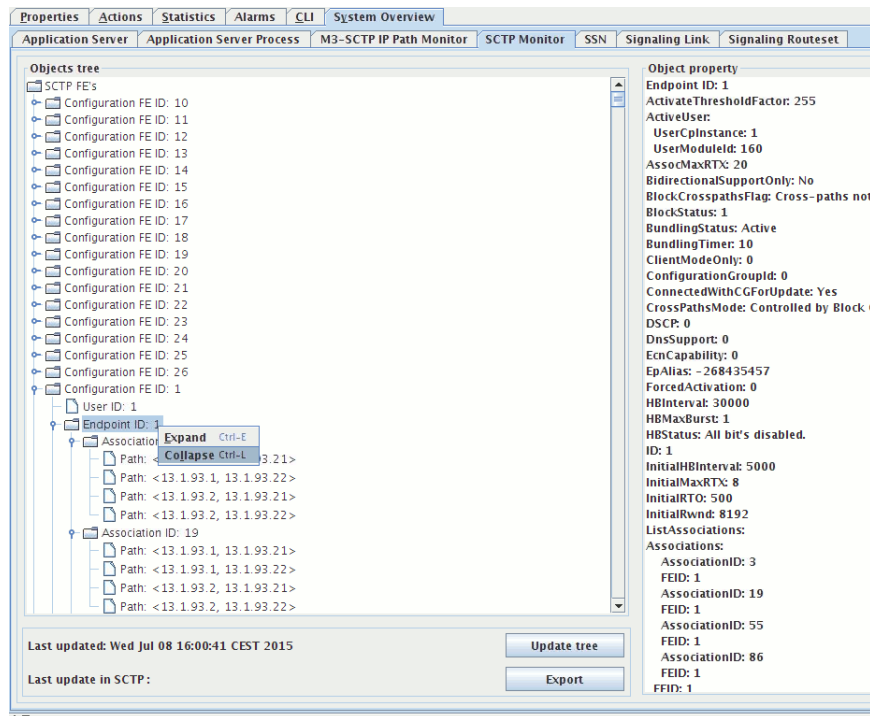 Properties Actions Statistics Alarms CLI System Overview
Application Server Application Server Process M3-SCTP IP Path Monitor SCTP Monitor SSN Signaling Link Signaling Routeset
Objects tree
SCTP FE's
Configuration FE ID: 10
Configuration FE ID: 11
Configuration FE ID: 12
Configuration FE ID: 13
Configuration FE ID: 14
Configuration FE ID: 15
Configuration FE ID: 16
Configuration FE ID: 17
Configuration FE ID: 18
Configuration FE ID: 19
Configuration FE ID: 20
Configuration FE ID: 21
Configuration FE ID: 22
Configuration FE ID: 23
Configuration FE ID: 24
Configuration FE ID: 25
Configuration FE ID: 26
Configuration FE ID: 1
User ID: 1
Endpoint ID: 1
Association
Expand Ctrl-E
Collapse Ctrl-L
Path: < 3.21>
Path: <13.1.93.1, 13.1.93.22>
Path: <13.1.93.2, 13.1.93.21>
Path: <13.1.93.2, 13.1.93.22>
Association ID: 19
Path: <13.1.93.1, 13.1.93.21>
Path: <13.1.93.1, 13.1.93.22>
Path: <13.1.93.2, 13.1.93.21>
Path: <13.1.93.2, 13.1.93.22>
Last updated: Wed Jul 08 16:00:41 CEST 2015
Update tree
Last update in SCTP:
Export
Object property
Endpoint ID: 1
ActivateThresholdFactor: 255
ActiveUser:
UserCpInstance: 1
UserModuleId: 160
AssocMaxRTX: 20
BidirectionalSupportOnly: No
BlockCrosspathsFlag: Cross-paths not
BlockStatus: 1
BundlingStatus: Active
BundlingTimer: 10
ClientModeOnly: 0
ConfigurationGroupId: 0
ConnectedWithCGForUpdate: Yes
CrossPathsMode: Controlled by Block
DSCP: 0
DnsSupport: 0
EcnCapability: 0
EpAlias: -268435457
ForcedActivation: 0
HBInterval: 30000
HBMaxBurst: 1
HBStatus: All bit's disabled.
ID: 1
InitialHBInterval: 5000
InitialMaxRTX: 8
InitialRTO: 500
InitialRwnd: 8192
ListAssociations:
Associations:
AssociationID: 3
FEID: 1
AssociationID: 19
FEID: 1
AssociationID: 55
FEID: 1
AssociationID: 86
FEID: 1
FEID: 1